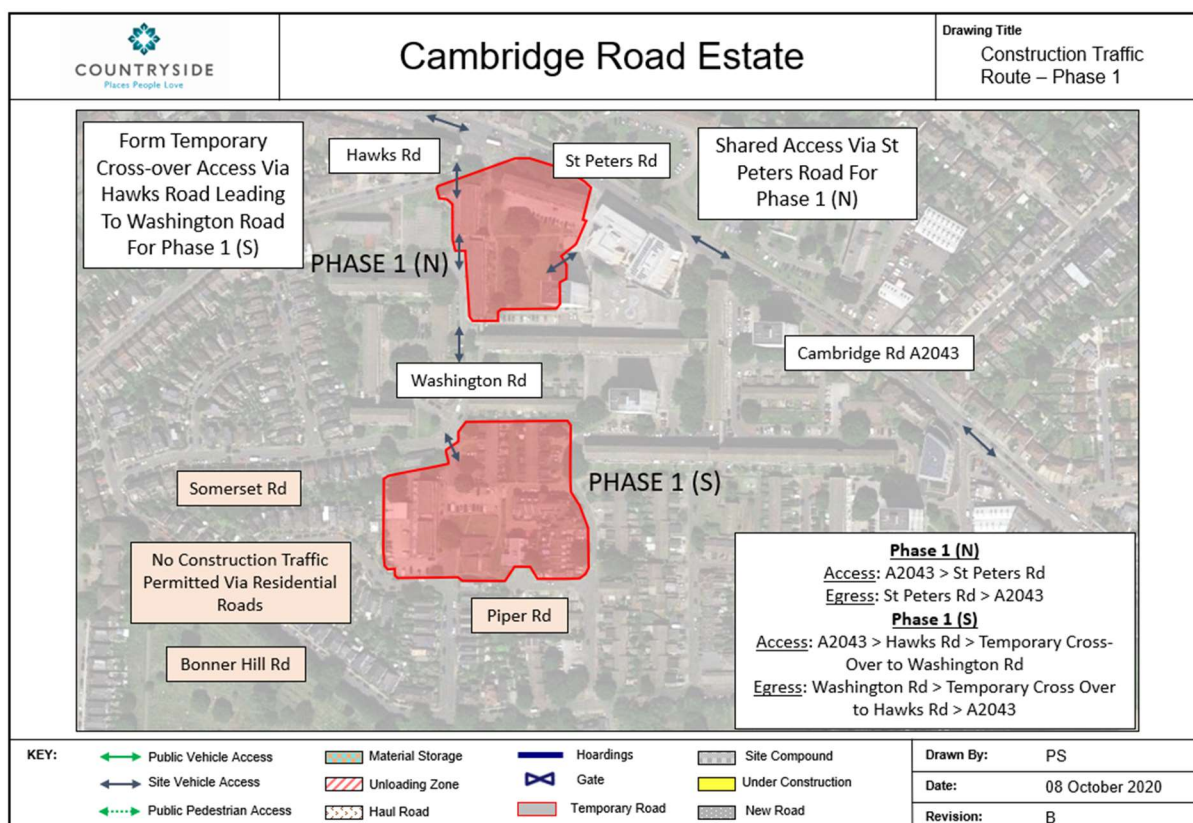 COUNTRYSIDE
Places People Love
Cambridge Road Estate
Drawing Title
Construction Traffic
Route – Phase 1
Form Temporary
Cross-over Access Via
Hawks Road Leading
To Washington Road
For Phase 1 (S)
Hawks Rd
St Peters Rd
Shared Access Via St
Peters Road For
Phase 1 (N)
PHASE 1 (N)
Washington Rd
Cambridge Rd A2043
Somerset Rd
PHASE 1 (S)
No Construction Traffic
Permitted Via Residential
Roads
Piper Rd
Bonner Hill Rd
Phase 1 (N)
Access: A2043 > St Peters Rd
Egress: St Peters Rd > A2043
Phase 1 (S)
Access: A2043 > Hawks Rd > Temporary Cross-
Over to Washington Rd
Egress: Washington Rd > Temporary Cross Over
to Hawks Rd > A2043
KEY:
Public Vehicle Access
Site Vehicle Access
Public Pedestrian Access
Material Storage
Unloading Zone
Haul Road
Hoardings
Gate
Temporary Road
Site Compound
Under Construction
New Road
Drawn By: PS
Date: 08 October 2020
Revision: B